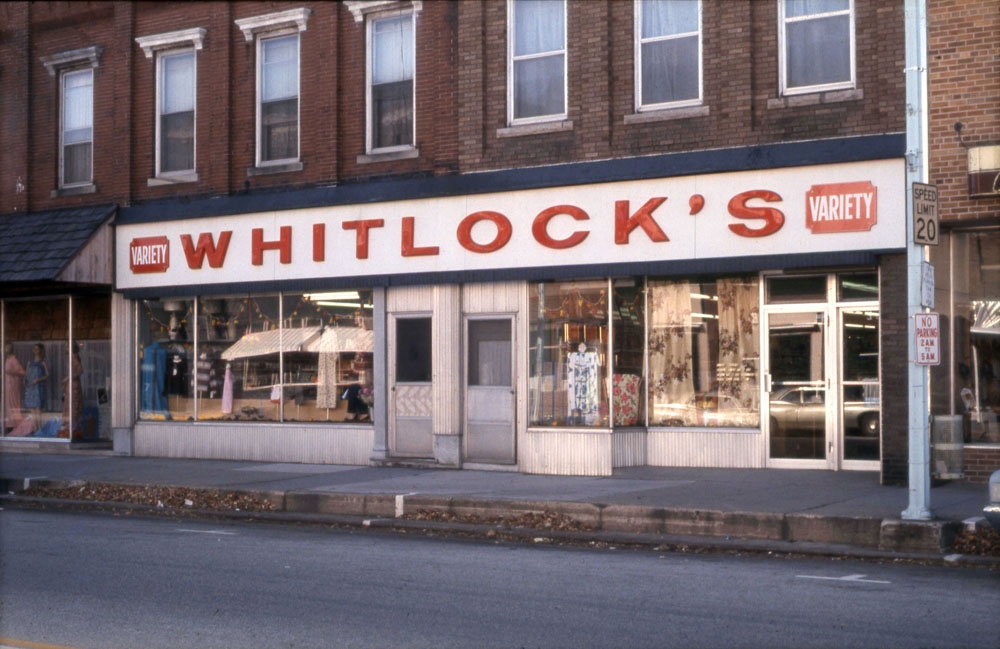 VARIETY WHITLOCK'S VARIETY
SPEED
LIMIT
20
NO
PARKING
2AM
TO
5AM